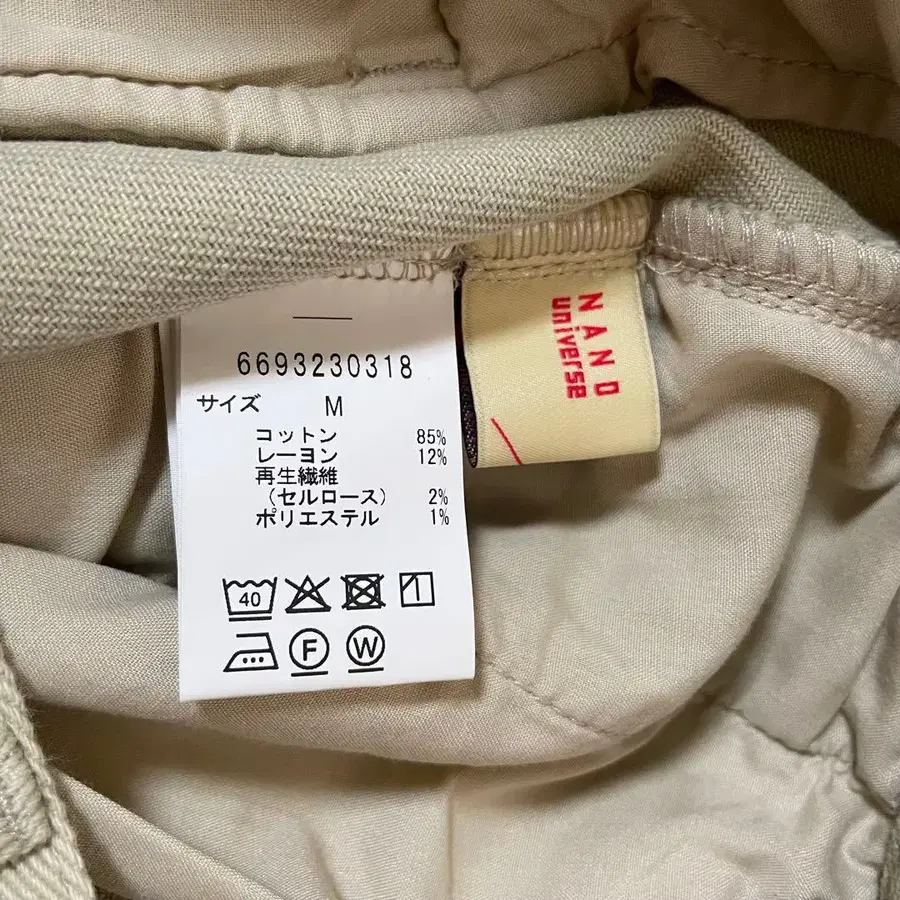 6693230318
サイズ M
コットン 85%
レーヨン 12%
再生繊維
（セルロース） 2%
ポリエステル 1%
40
F
W
NANO
universe